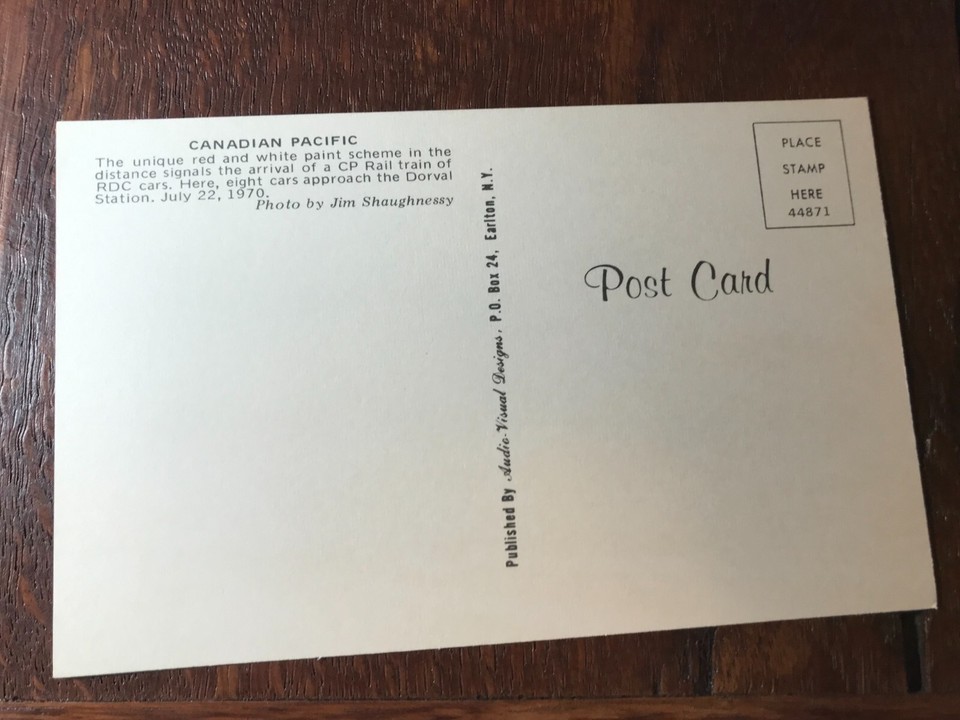 CANADIAN PACIFIC
The unique red and white paint scheme in the
distance signals the arrival of a CP Rail train of
RDC cars. Here, eight cars approach the Dorval
Station. July 22, 1970.
Photo by Jim Shaughnessy
Published By Audio-Visual Designs, P.O. Box 24, Earlton, N.Y.
PLACE
STAMP
HERE
44871
Post Card